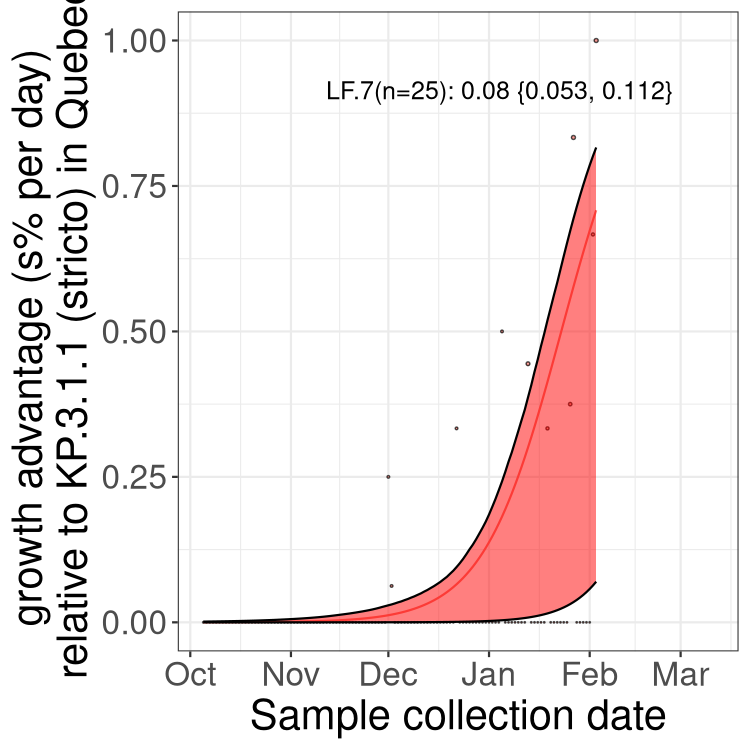 growth advantage (s% per day)
relative to KP.3.1.1 (stricto) in Quebec
1.00
0.75
0.50
0.25
0.00
LF.7(n=25): 0.08 {0.053, 0.112}
Oct Nov Dec Jan Feb Mar
Sample collection date